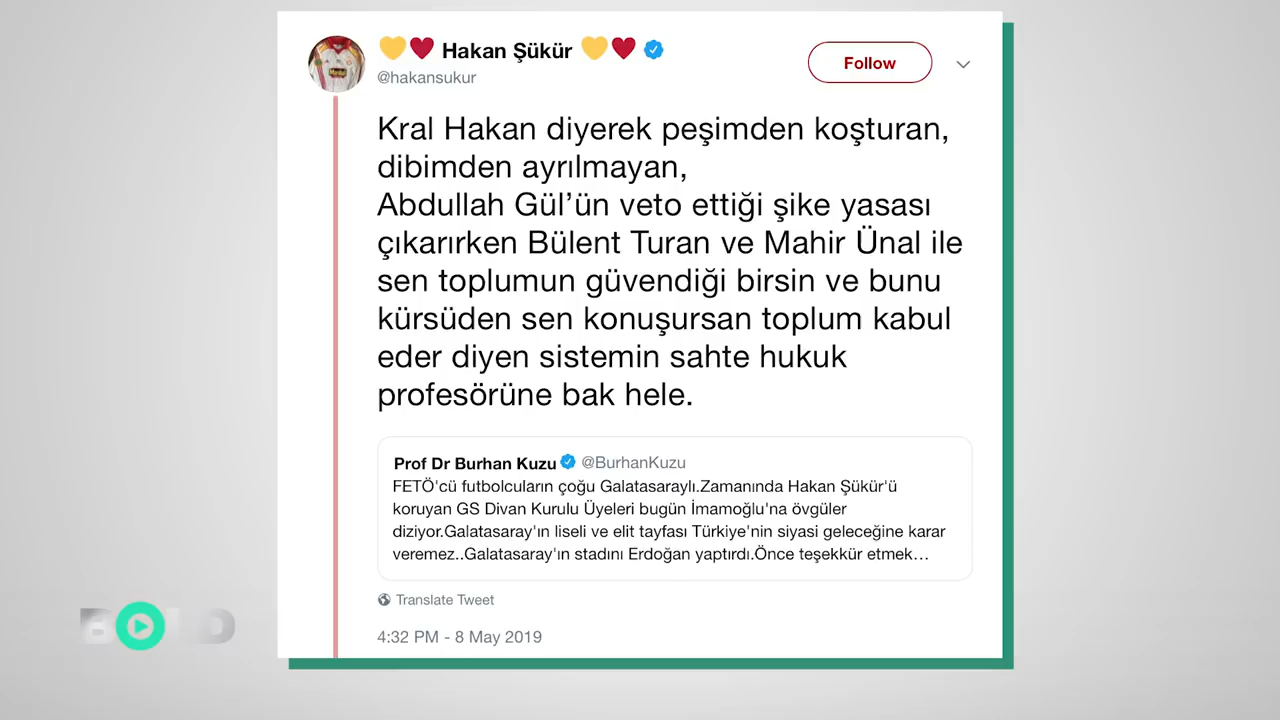 💛❤️ Hakan Şükür 💛❤️
@hakansukur
Follow
Kral Hakan diyerek peşimden koşturan,
dibimden ayrılmayan,
Abdullah Gül’ün veto ettiği şike yasası
çıkarırken Bülent Turan ve Mahir Ünal ile
sen toplumun güvendiği birsin ve bunu
kürsüden sen konuşursan toplum kabul
eder diyen sistemin sahte hukuk
profesörüne bak hele.
Prof Dr Burhan Kuzu @BurhanKuzu
FETÖ'cü futbolcuların çoğu Galatasaraylı.Zamanında Hakan Şükür'ü
koruyan GS Divan Kurulu Üyeleri bugün İmamoğlu'na övgüler
diziyor.Galatasaray'ın liseli ve elit tayfası Türkiye'nin siyasi geleceğine karar
veremez..Galatasaray'ın stadını Erdoğan yaptırdı.Önce teşekkür etmek…
Translate Tweet
4:32 PM - 8 May 2019